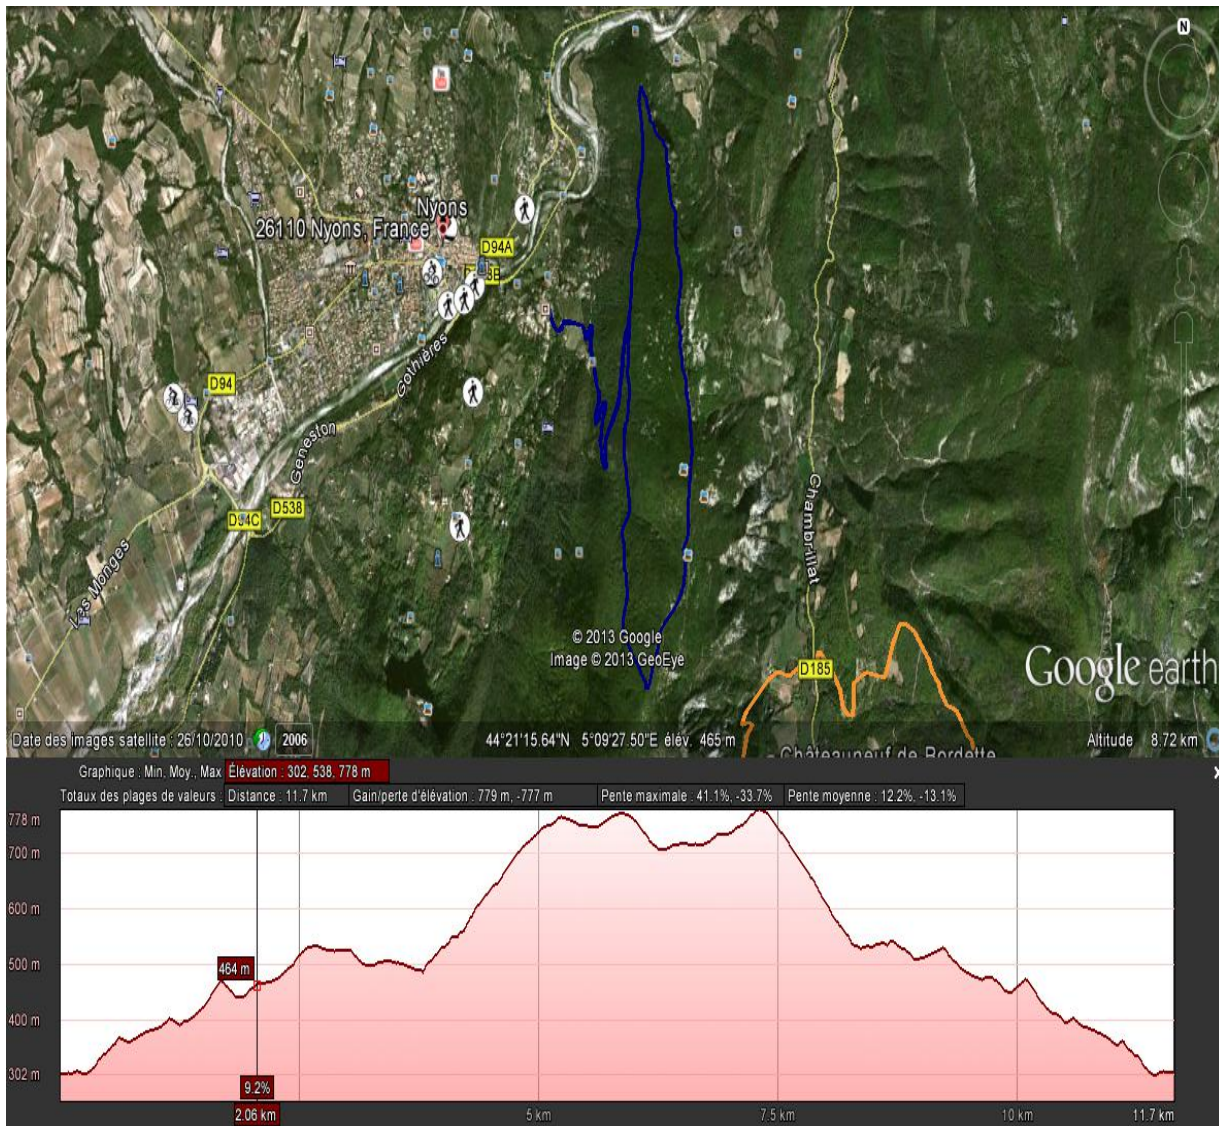 N
Nyons
26110 Nyons, France
D94A
Gothières
D94
Geneston
D538
D94C
Chambrillat
Les Monges
© 2013 Google
Image © 2013 GeoEye
D185
Google earth
Date des images satellite : 26/10/2010
2006
44°21'15.64"N 5°09'27.50"E élév. 465 m
Altitude 8.72 km
Châteauneuf de Bordette
Graphique : Min, Moy., Max Élévation : 302, 538, 778 m
Totaux des plages de valeurs : Distance : 11.7 km Gain/perte d'élévation : 779 m, -777 m Pente maximale : 41.1%, -33.7% Pente moyenne : 12.2%, -13.1%
778 m
700 m
600 m
500 m
464 m
400 m
302 m
9.2%
2.06 km 5 km 7.5 km 10 km 11.7 km